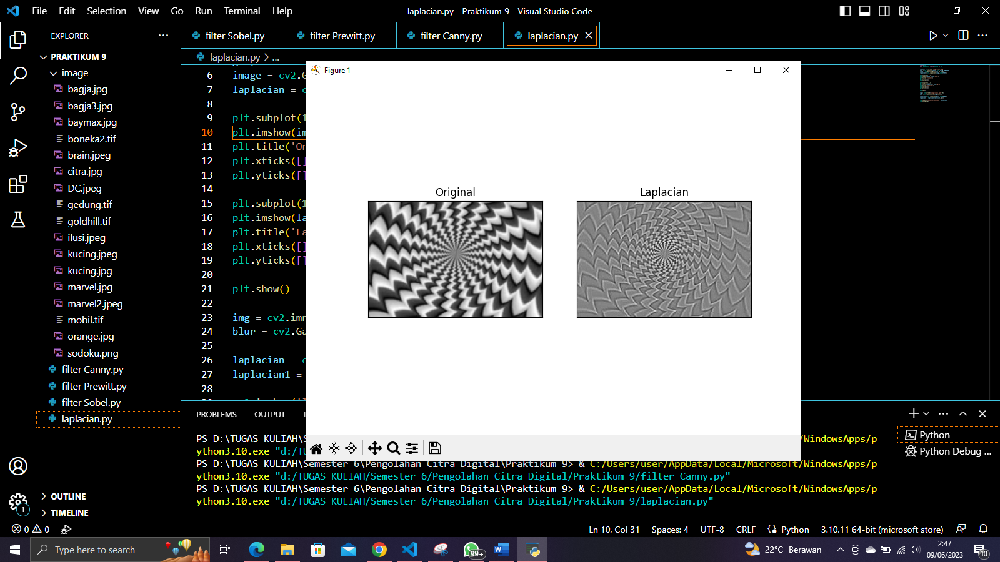 File Edit Selection View Go Run Terminal Help
laplacian.py - Praktikum 9 - Visual Studio Code
EXPLORER
PRAKTIKUM 9
image
bagja.jpg
bagja3.jpg
baymax.jpg
boneka2.tif
brain.jpeg
citra.jpg
DC.jpeg
gedung.tif
goldhill.tif
ilusi.jpeg
kucing.jpeg
kucing.jpg
marvel.jpg
marvel2.jpeg
mobil.tif
orange.jpg
sodoku.png
filter Canny.py
filter Prewitt.py
filter Sobel.py
laplacian.py
OUTLINE
TIMELINE
filter Sobel.py filter Prewitt.py filter Canny.py laplacian.py
laplacian.py > ...
6 image = cv2.G
7 laplacian = c
8
9 plt.subplot(1
10 plt.imshow(im
11 plt.title('Or
12 plt.xticks([]
13 plt.yticks([]
14
15 plt.subplot(1
16 plt.imshow(la
17 plt.title('La
18 plt.xticks([]
19 plt.yticks([]
20
21 plt.show()
22
23 img = cv2.imr
24 blur = cv2.Ga
25
26 laplacian = c
27 laplacian1 =
28
Figure 1
Original
Laplacian
PROBLEMS OUTPUT
PS D:\TUGAS KULIAH\S /WindowsApps/p
ython3.10.exe "d:/TU
PS D:\TUGAS KULIAH\Semester 6\Pengolahan Citra Digital\Praktikum 9> & C:/Users/user/AppData/Local/Microsoft/WindowsApps/p
ython3.10.exe "d:/TUGAS KULIAH/Semester 6/Pengolahan Citra Digital/Praktikum 9/filter Canny.py"
PS D:\TUGAS KULIAH\Semester 6\Pengolahan Citra Digital\Praktikum 9> & C:/Users/user/AppData/Local/Microsoft/WindowsApps/p
ython3.10.exe "d:/TUGAS KULIAH/Semester 6/Pengolahan Citra Digital/Praktikum 9/laplacian.py"
Python
Python Debug ...
1
0 0
Ln 10, Col 31 Spaces: 4 UTF-8 CRLF Python 3.10.11 64-bit (microsoft store)
Type here to search
99+
22°C Berawan
2:47
09/06/2023
10